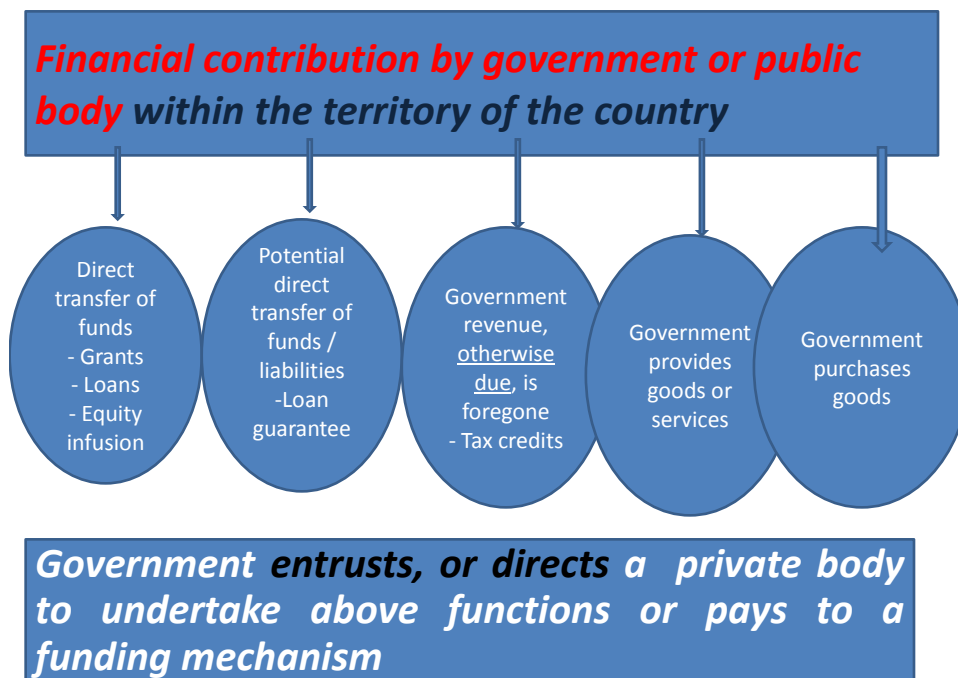 Financial contribution by government or public
body within the territory of the country
Direct
transfer of
funds
- Grants
- Loans
- Equity
infusion
Potential
direct
transfer of
funds /
liabilities
-Loan
guarantee
Government
revenue,
otherwise
due, is
foregone
- Tax credits
Government
provides
goods or
services
Government
purchases
goods
Government entrusts, or directs a private body
to undertake above functions or pays to a
funding mechanism